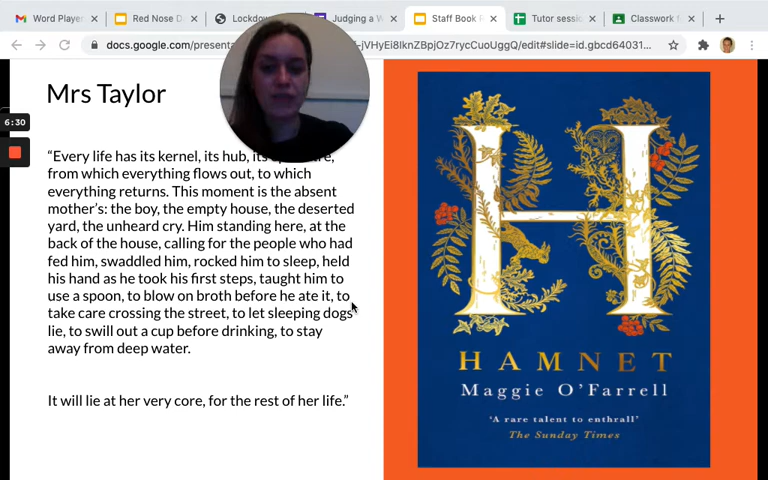 Word Player
Red Nose D
Lockdow
Judging a W
Staff Book R
Tutor sessi
Classwork f
docs.google.com/presenta
-jVHyEi8IknZBpjOz7rycCuoUggQ/edit#slide=id.gbcd64031...
Mrs Taylor
6:30
“Every life has its kernel, its hub, its
from which everything flows out, to which
everything returns. This moment is the absent
mother’s: the boy, the empty house, the deserted
yard, the unheard cry. Him standing here, at the
back of the house, calling for the people who had
fed him, swaddled him, rocked him to sleep, held
his hand as he took his first steps, taught him to
use a spoon, to blow on broth before he ate it, to
take care crossing the street, to let sleeping dogs
lie, to swill out a cup before drinking, to stay
away from deep water.
It will lie at her very core, for the rest of her life.”
H
HAMNET
Maggie O’Farrell
‘A rare talent to enthrall’
The Sunday Times